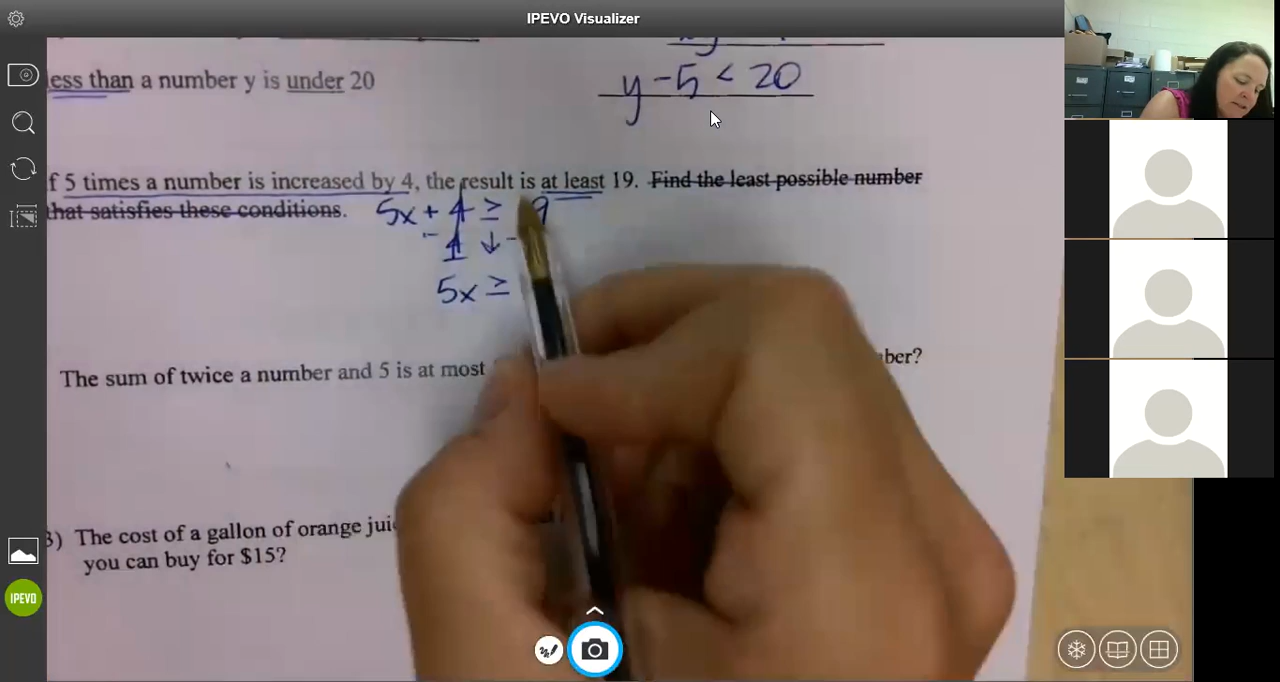 IPEVO Visualizer
less than a number y is under 20
y - 5 < 20
f 5 times a number is increased by 4, the result is at least 19. Find the least possible number
that satisfies these conditions. 5x + 4 ≥ 9
- 4 ↓ -
5x ≥
The sum of twice a number and 5 is at most
3) The cost of a gallon of orange
you can buy for $15?
IPEVO